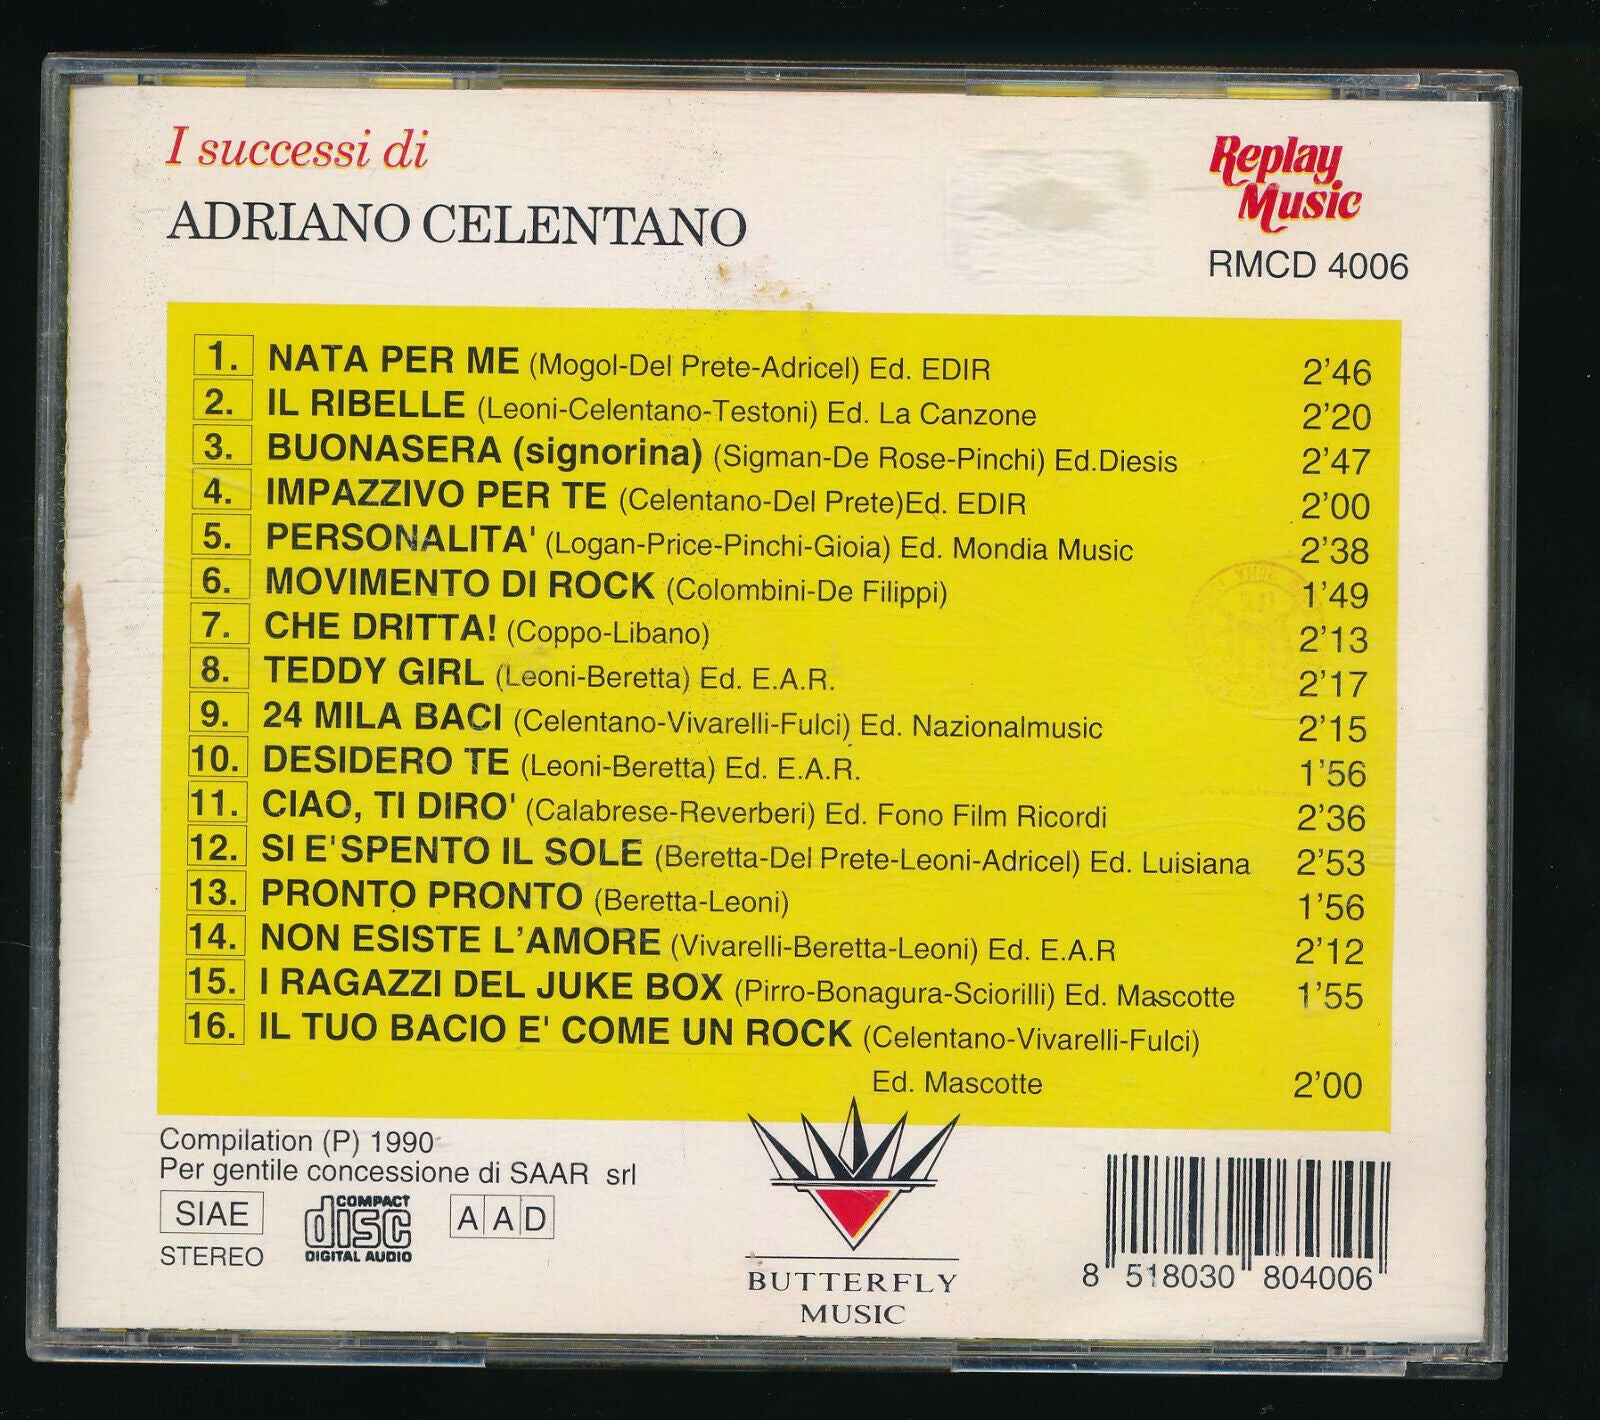 I successi di
ADRIANO CELENTANO
Replay
Music
RMCD 4006
1. NATA PER ME (Mogol-Del Prete-Adricel) Ed. EDIR 2'46
2. IL RIBELLE (Leoni-Celentano-Testoni) Ed. La Canzone 2'20
3. BUONASERA (signorina) (Sigman-De Rose-Pinchi) Ed.Diesis 2'47
4. IMPAZZIVO PER TE (Celentano-Del Prete)Ed. EDIR 2'00
5. PERSONALITA' (Logan-Price-Pinchi-Gioia) Ed. Mondia Music 2'38
6. MOVIMENTO DI ROCK (Colombini-De Filippi) 1'49
7. CHE DRITTA! (Coppo-Libano) 2'13
8. TEDDY GIRL (Leoni-Beretta) Ed. E.A.R. 2'17
9. 24 MILA BACI (Celentano-Vivarelli-Fulci) Ed. Nazionalmusic 2'15
10. DESIDERO TE (Leoni-Beretta) Ed. E.A.R. 1'56
11. CIAO, TI DIRO' (Calabrese-Reverberi) Ed. Fono Film Ricordi 2'36
12. SI E'SPENTO IL SOLE (Beretta-Del Prete-Leoni-Adricel) Ed. Luisiana 2'53
13. PRONTO PRONTO (Beretta-Leoni) 1'56
14. NON ESISTE L'AMORE (Vivarelli-Beretta-Leoni) Ed. E.A.R 2'12
15. I RAGAZZI DEL JUKE BOX (Pirro-Bonagura-Sciorilli) Ed. Mascotte 1'55
16. IL TUO BACIO E' COME UN ROCK (Celentano-Vivarelli-Fulci)
Ed. Mascotte 2'00
Compilation (P) 1990
Per gentile concessione di SAAR srl
SIAE
STEREO
COMPACT
disc
DIGITAL AUDIO
AAD
BUTTERFLY
MUSIC
8 518030 804006